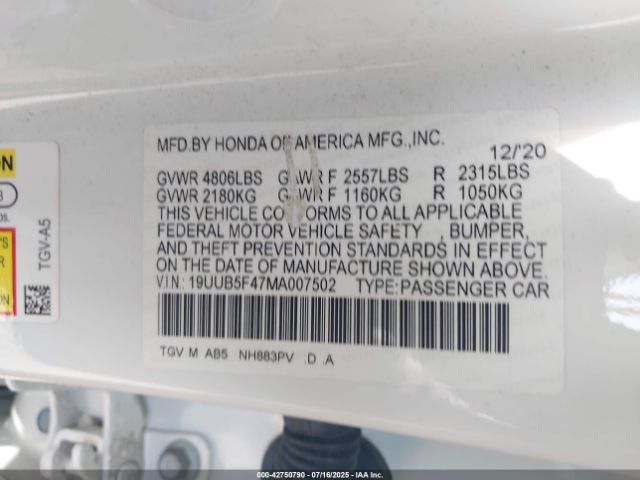 MFD.BY HONDA OF AMERICA MFG.,INC. 12/'20
GVWR 4806LBS GAWR F 2557LBS R 2315LBS
GVWR 2180KG GAWR F 1160KG R 1050KG
THIS VEHICLE CONFORMS TO ALL APPLICABLE
FEDERAL MOTOR VEHICLE SAFETY , BUMPER,
AND THEFT PREVENTION STANDARDS IN EFFECT
ON THE DATE OF MANUFACTURE SHOWN ABOVE.
V.I.N.: 19UUB5F47MA007502 TYPE:PASSENGER CAR
TGV M AB5 NH883PV .D .A
TGV-A5
000-42750790 - 07/16/2025 - IAA Inc.